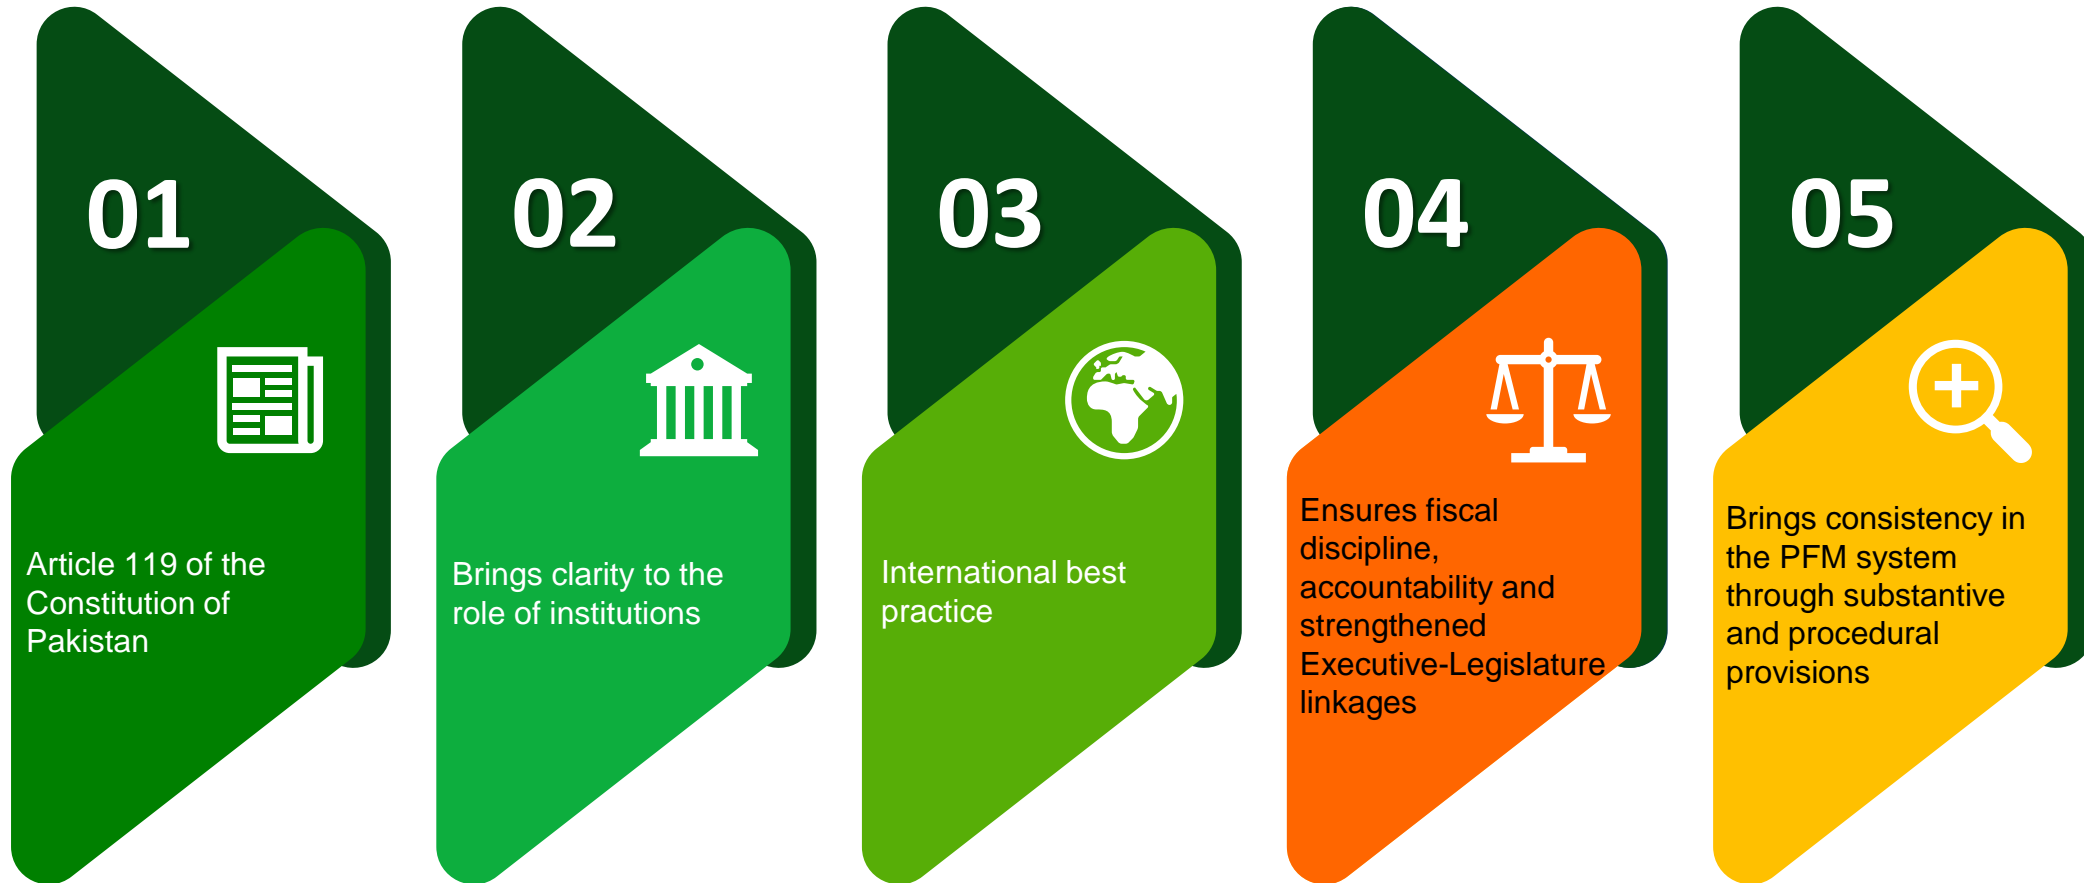 01
Article 119 of the
Constitution of
Pakistan
02
Brings clarity to the
role of institutions
03
International best
practice
04
Ensures fiscal
discipline,
accountability and
strengthened
Executive-Legislature
linkages
05
Brings consistency in
the PFM system
through substantive
and procedural
provisions